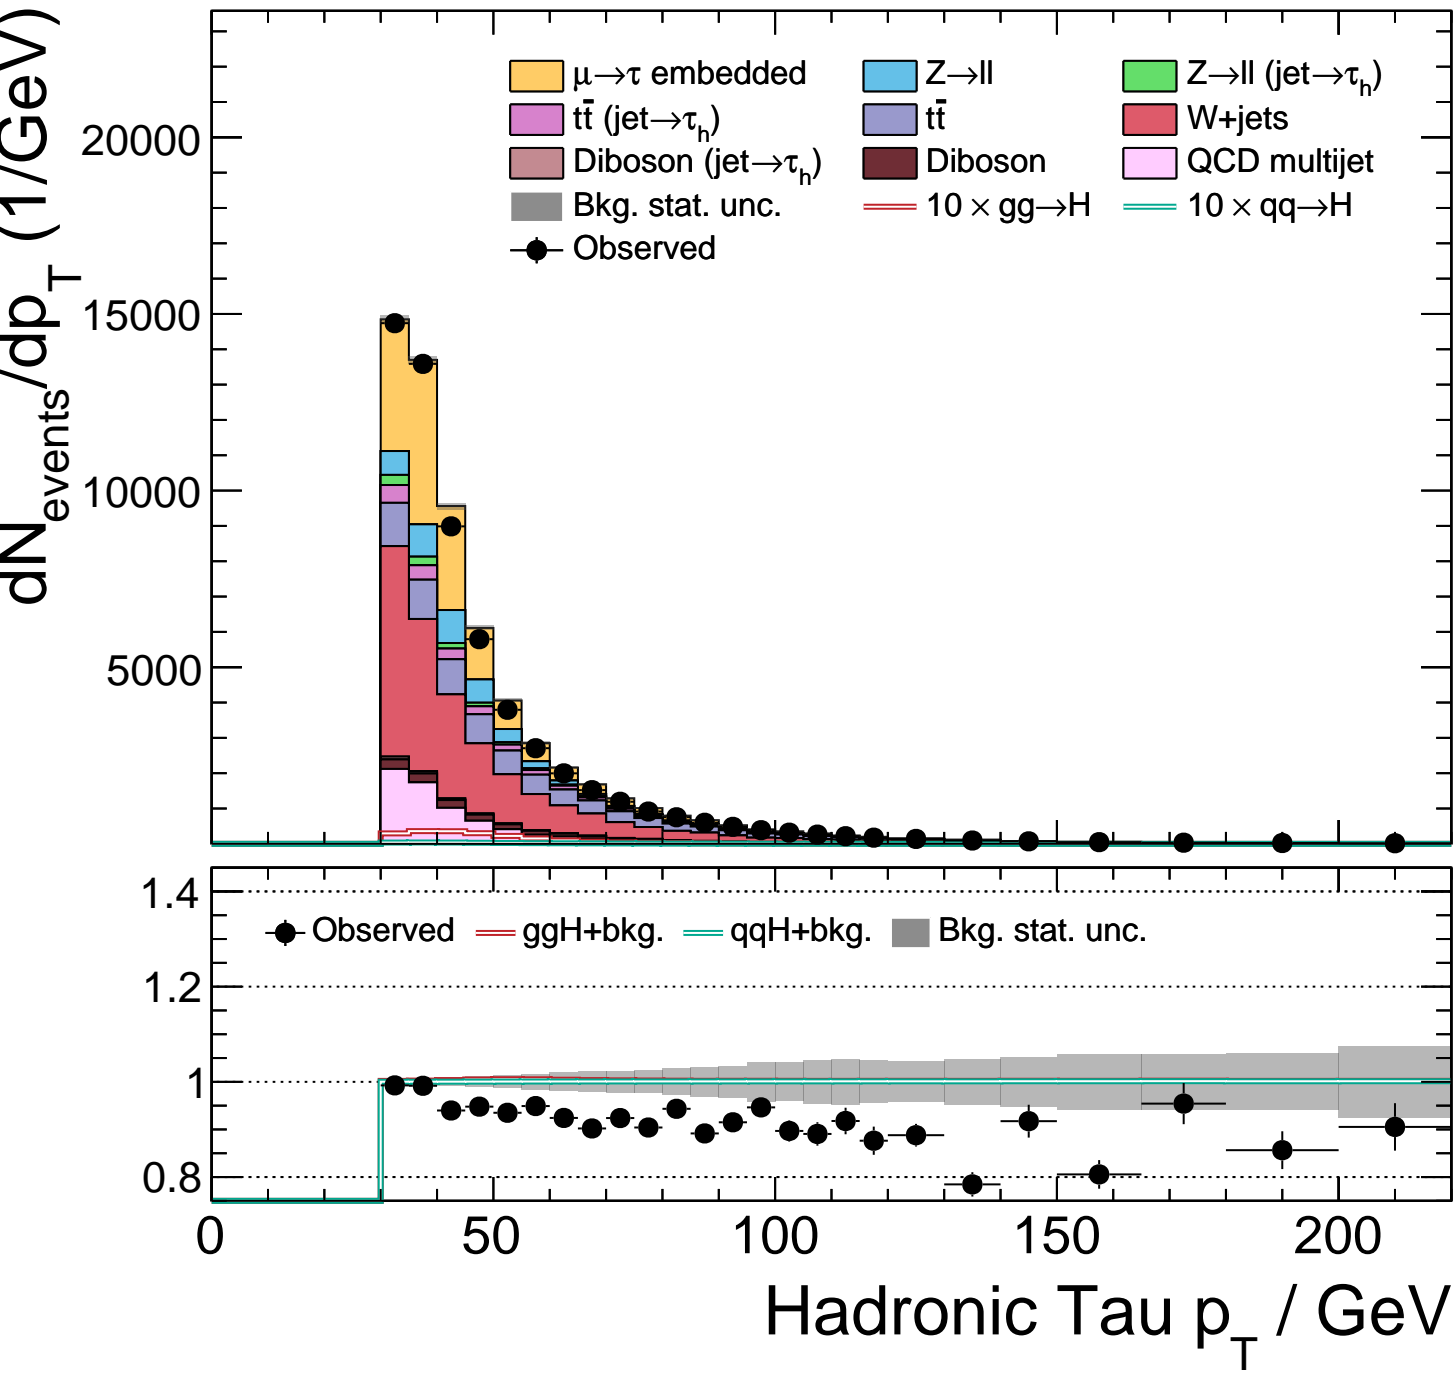 dN_events/dp_T (1/GeV)
20000
15000
10000
5000
μ→τ embedded Z→ll Z→ll (jet→τ_h)
tt̄ (jet→τ_h) tt̄ W+jets
Diboson (jet→τ_h) Diboson QCD multijet
Bkg. stat. unc. 10 × gg→H 10 × qq→H
Observed
1.4
1.2
1
0.8
Observed ggH+bkg. qqH+bkg. Bkg. stat. unc.
0 50 100 150 200
Hadronic Tau p_T / GeV